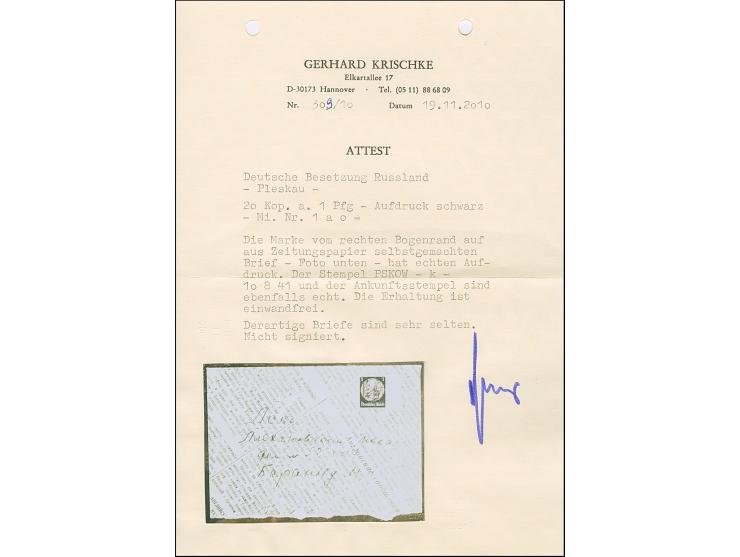 GERHARD KRISCHKE
Elkartallee 17
D-30173 Hannover · Tel. (05 11) 88 68 09
Nr. 309/10 Datum 19.11.2010
ATTEST
Deutsche Besetzung Russland
- Pleskau -
20 Kop. a. 1 Pfg - Aufdruck schwarz
- Mi. Nr. 1 a o -
Die Marke vom rechten Bogenrand auf
aus Zeitungspapier selbstgemachten
Brief - Foto unten - hat echten Auf-
druck. Der Stempel PSKOW - k -
10 8 41 und der Ankunftsstempel sind
ebenfalls echt. Die Erhaltung ist
einwandfrei.
Derartige Briefe sind sehr selten.
Nicht signiert.
Deutsches Reich
Баранову